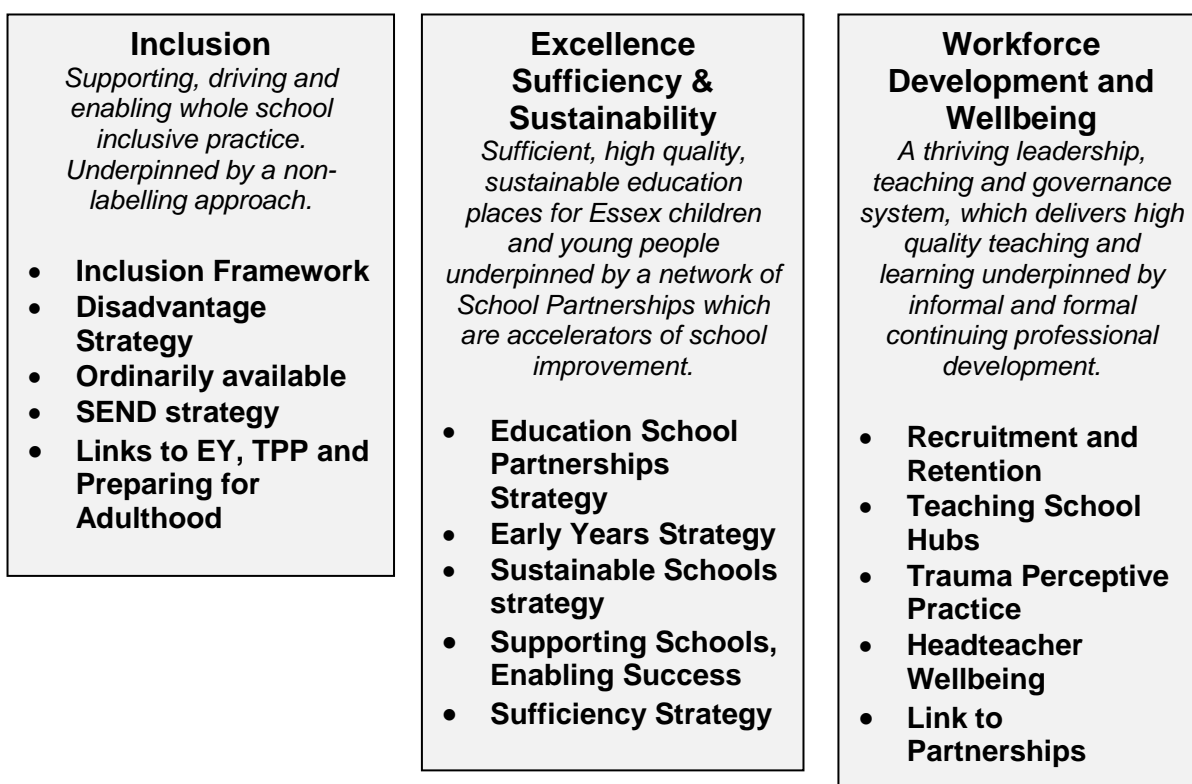 Inclusion
Supporting, driving and
enabling whole school
inclusive practice.
Underpinned by a non-
labelling approach.
• Inclusion Framework
• Disadvantage
Strategy
• Ordinarily available
• SEND strategy
• Links to EY, TPP and
Preparing for
Adulthood
Excellence
Sufficiency &
Sustainability
Sufficient, high quality,
sustainable education
places for Essex children
and young people
underpinned by a network of
School Partnerships which
are accelerators of school
improvement.
• Education School
Partnerships
Strategy
• Early Years Strategy
• Sustainable Schools
strategy
• Supporting Schools,
Enabling Success
• Sufficiency Strategy
Workforce
Development and
Wellbeing
A thriving leadership,
teaching and governance
system, which delivers high
quality teaching and
learning underpinned by
informal and formal
continuing professional
development.
• Recruitment and
Retention
• Teaching School
Hubs
• Trauma Perceptive
Practice
• Headteacher
Wellbeing
• Link to
Partnerships